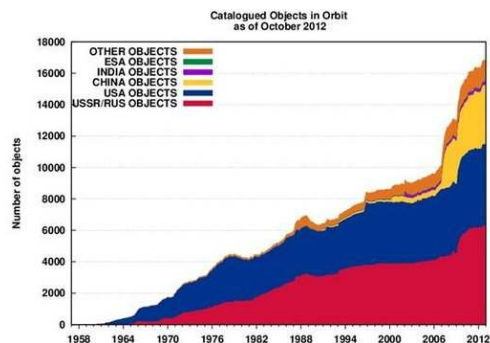 Catalogued Objects in Orbit
as of October 2012
18000
16000
14000
12000
10000
8000
6000
4000
2000
0
Number of objects
OTHER OBJECTS
ESA OBJECTS
INDIA OBJECTS
CHINA OBJECTS
USA OBJECTS
USSR/RUS OBJECTS
1958 1964 1970 1976 1982 1988 1994 2000 2006 2012